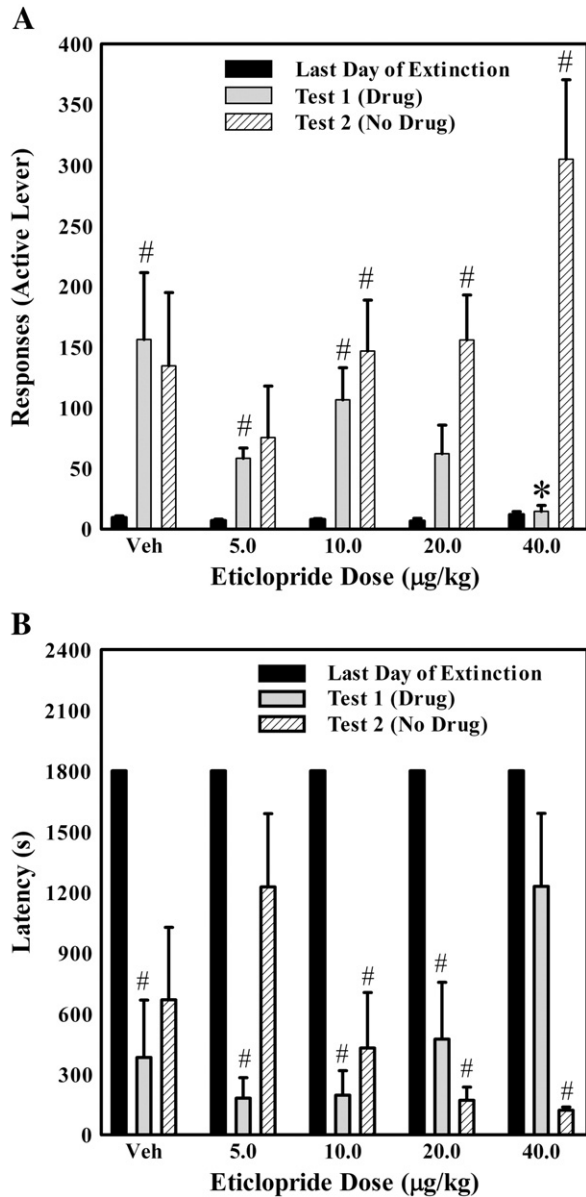 A
400
350
300
250
200
150
100
50
0
Responses (Active Lever)
Last Day of Extinction
Test 1 (Drug)
Test 2 (No Drug)
#
#
#
#
#
*
#
Veh 5.0 10.0 20.0 40.0
Eticlopride Dose (μg/kg)
B
2400
2100
1800
1500
1200
900
600
300
0
Latency (s)
Last Day of Extinction
Test 1 (Drug)
Test 2 (No Drug)
#
#
#
#
#
#
#
Veh 5.0 10.0 20.0 40.0
Eticlopride Dose (μg/kg)